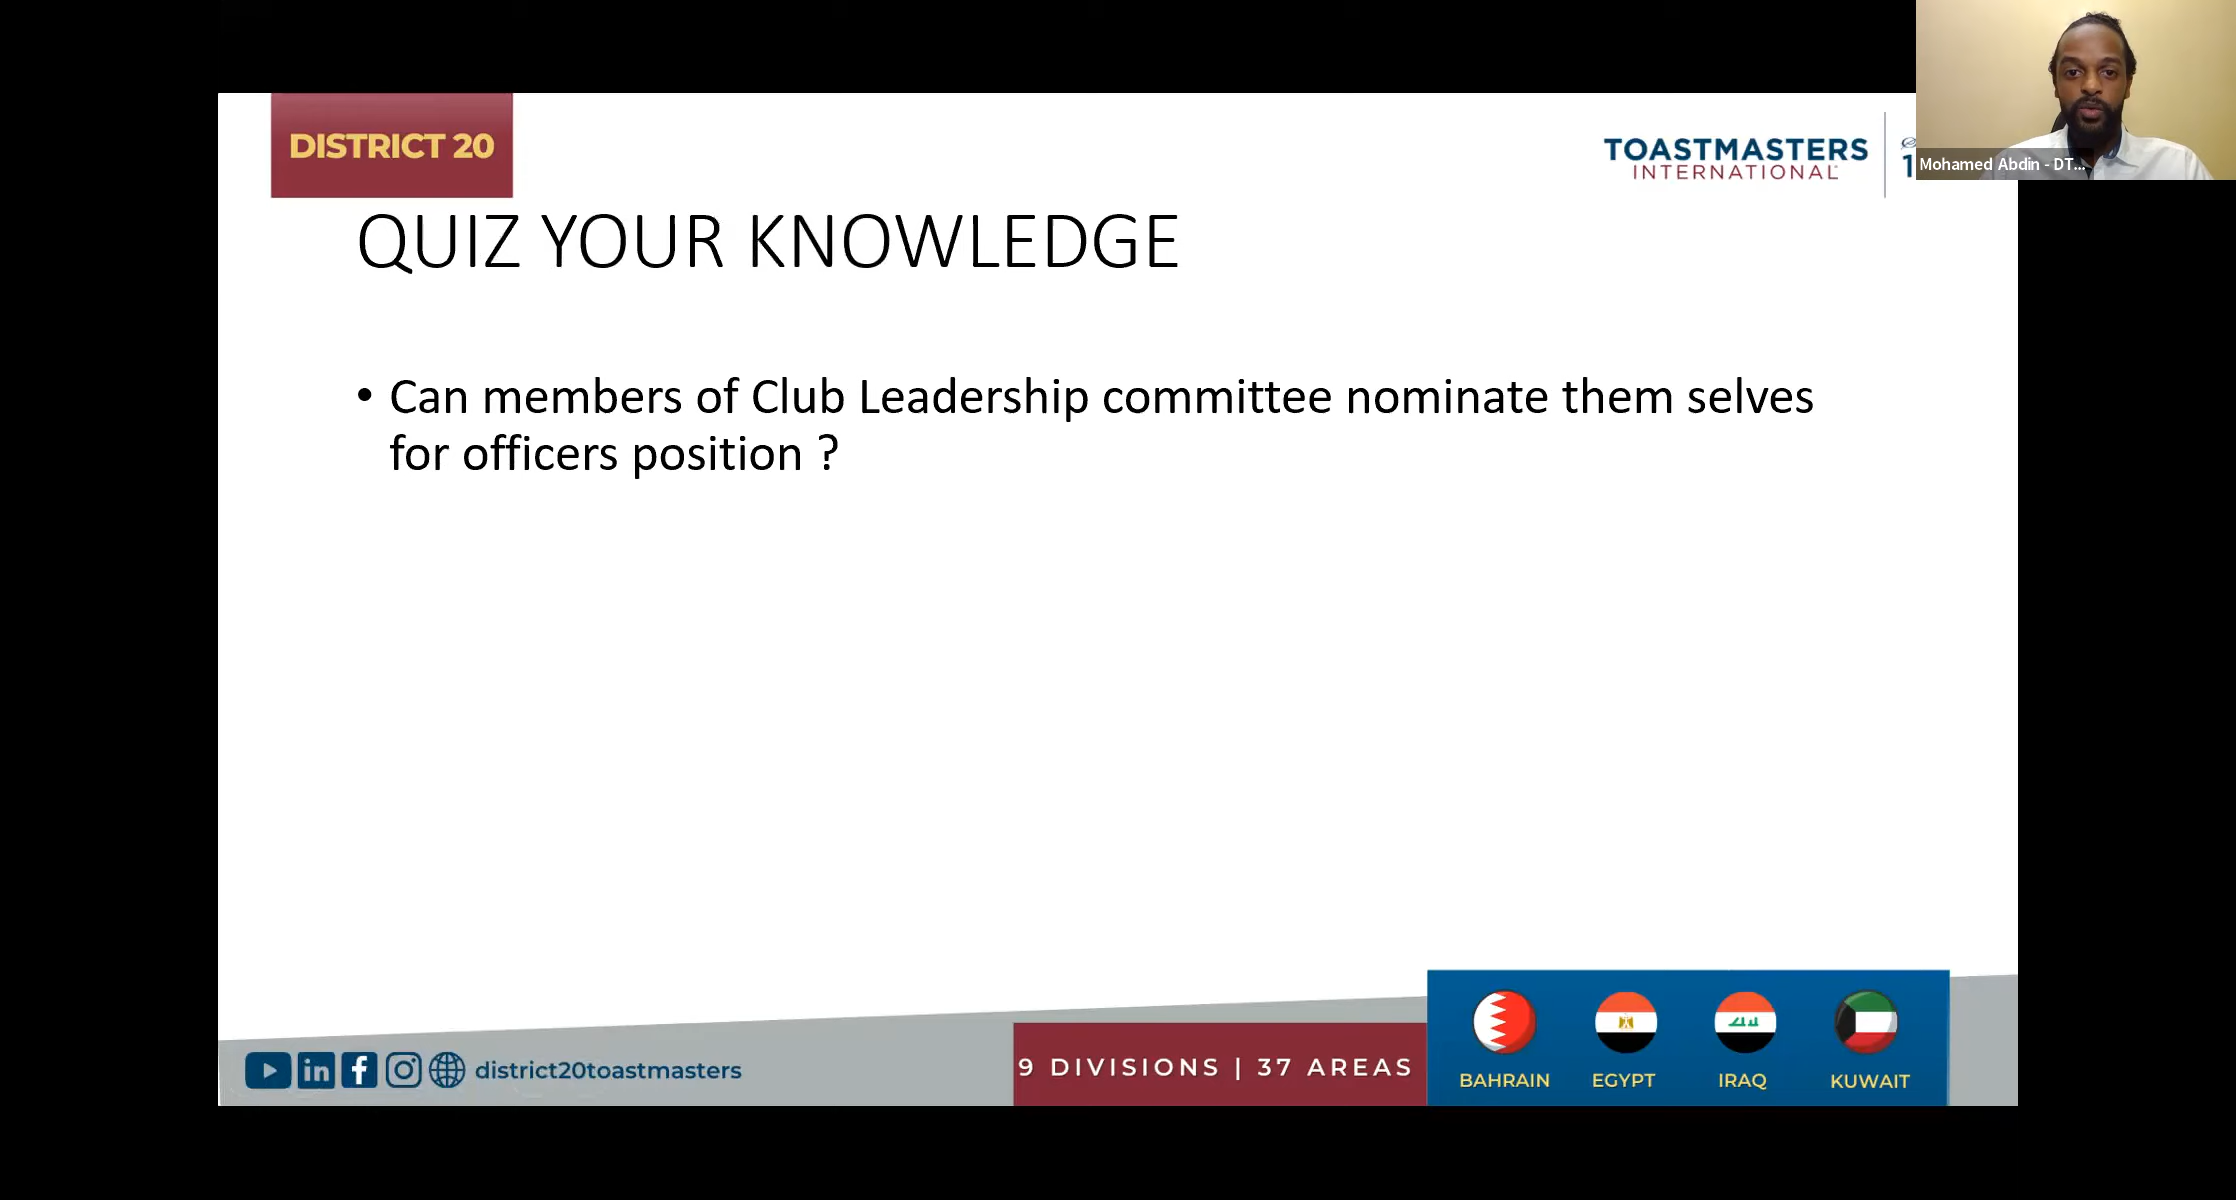 DISTRICT 20
TOASTMASTERS
INTERNATIONAL
Mohamed Abdin - DT...
QUIZ YOUR KNOWLEDGE
• Can members of Club Leadership committee nominate them selves
for officers position ?
district20toastmasters
9 DIVISIONS | 37 AREAS
BAHRAIN EGYPT IRAQ KUWAIT